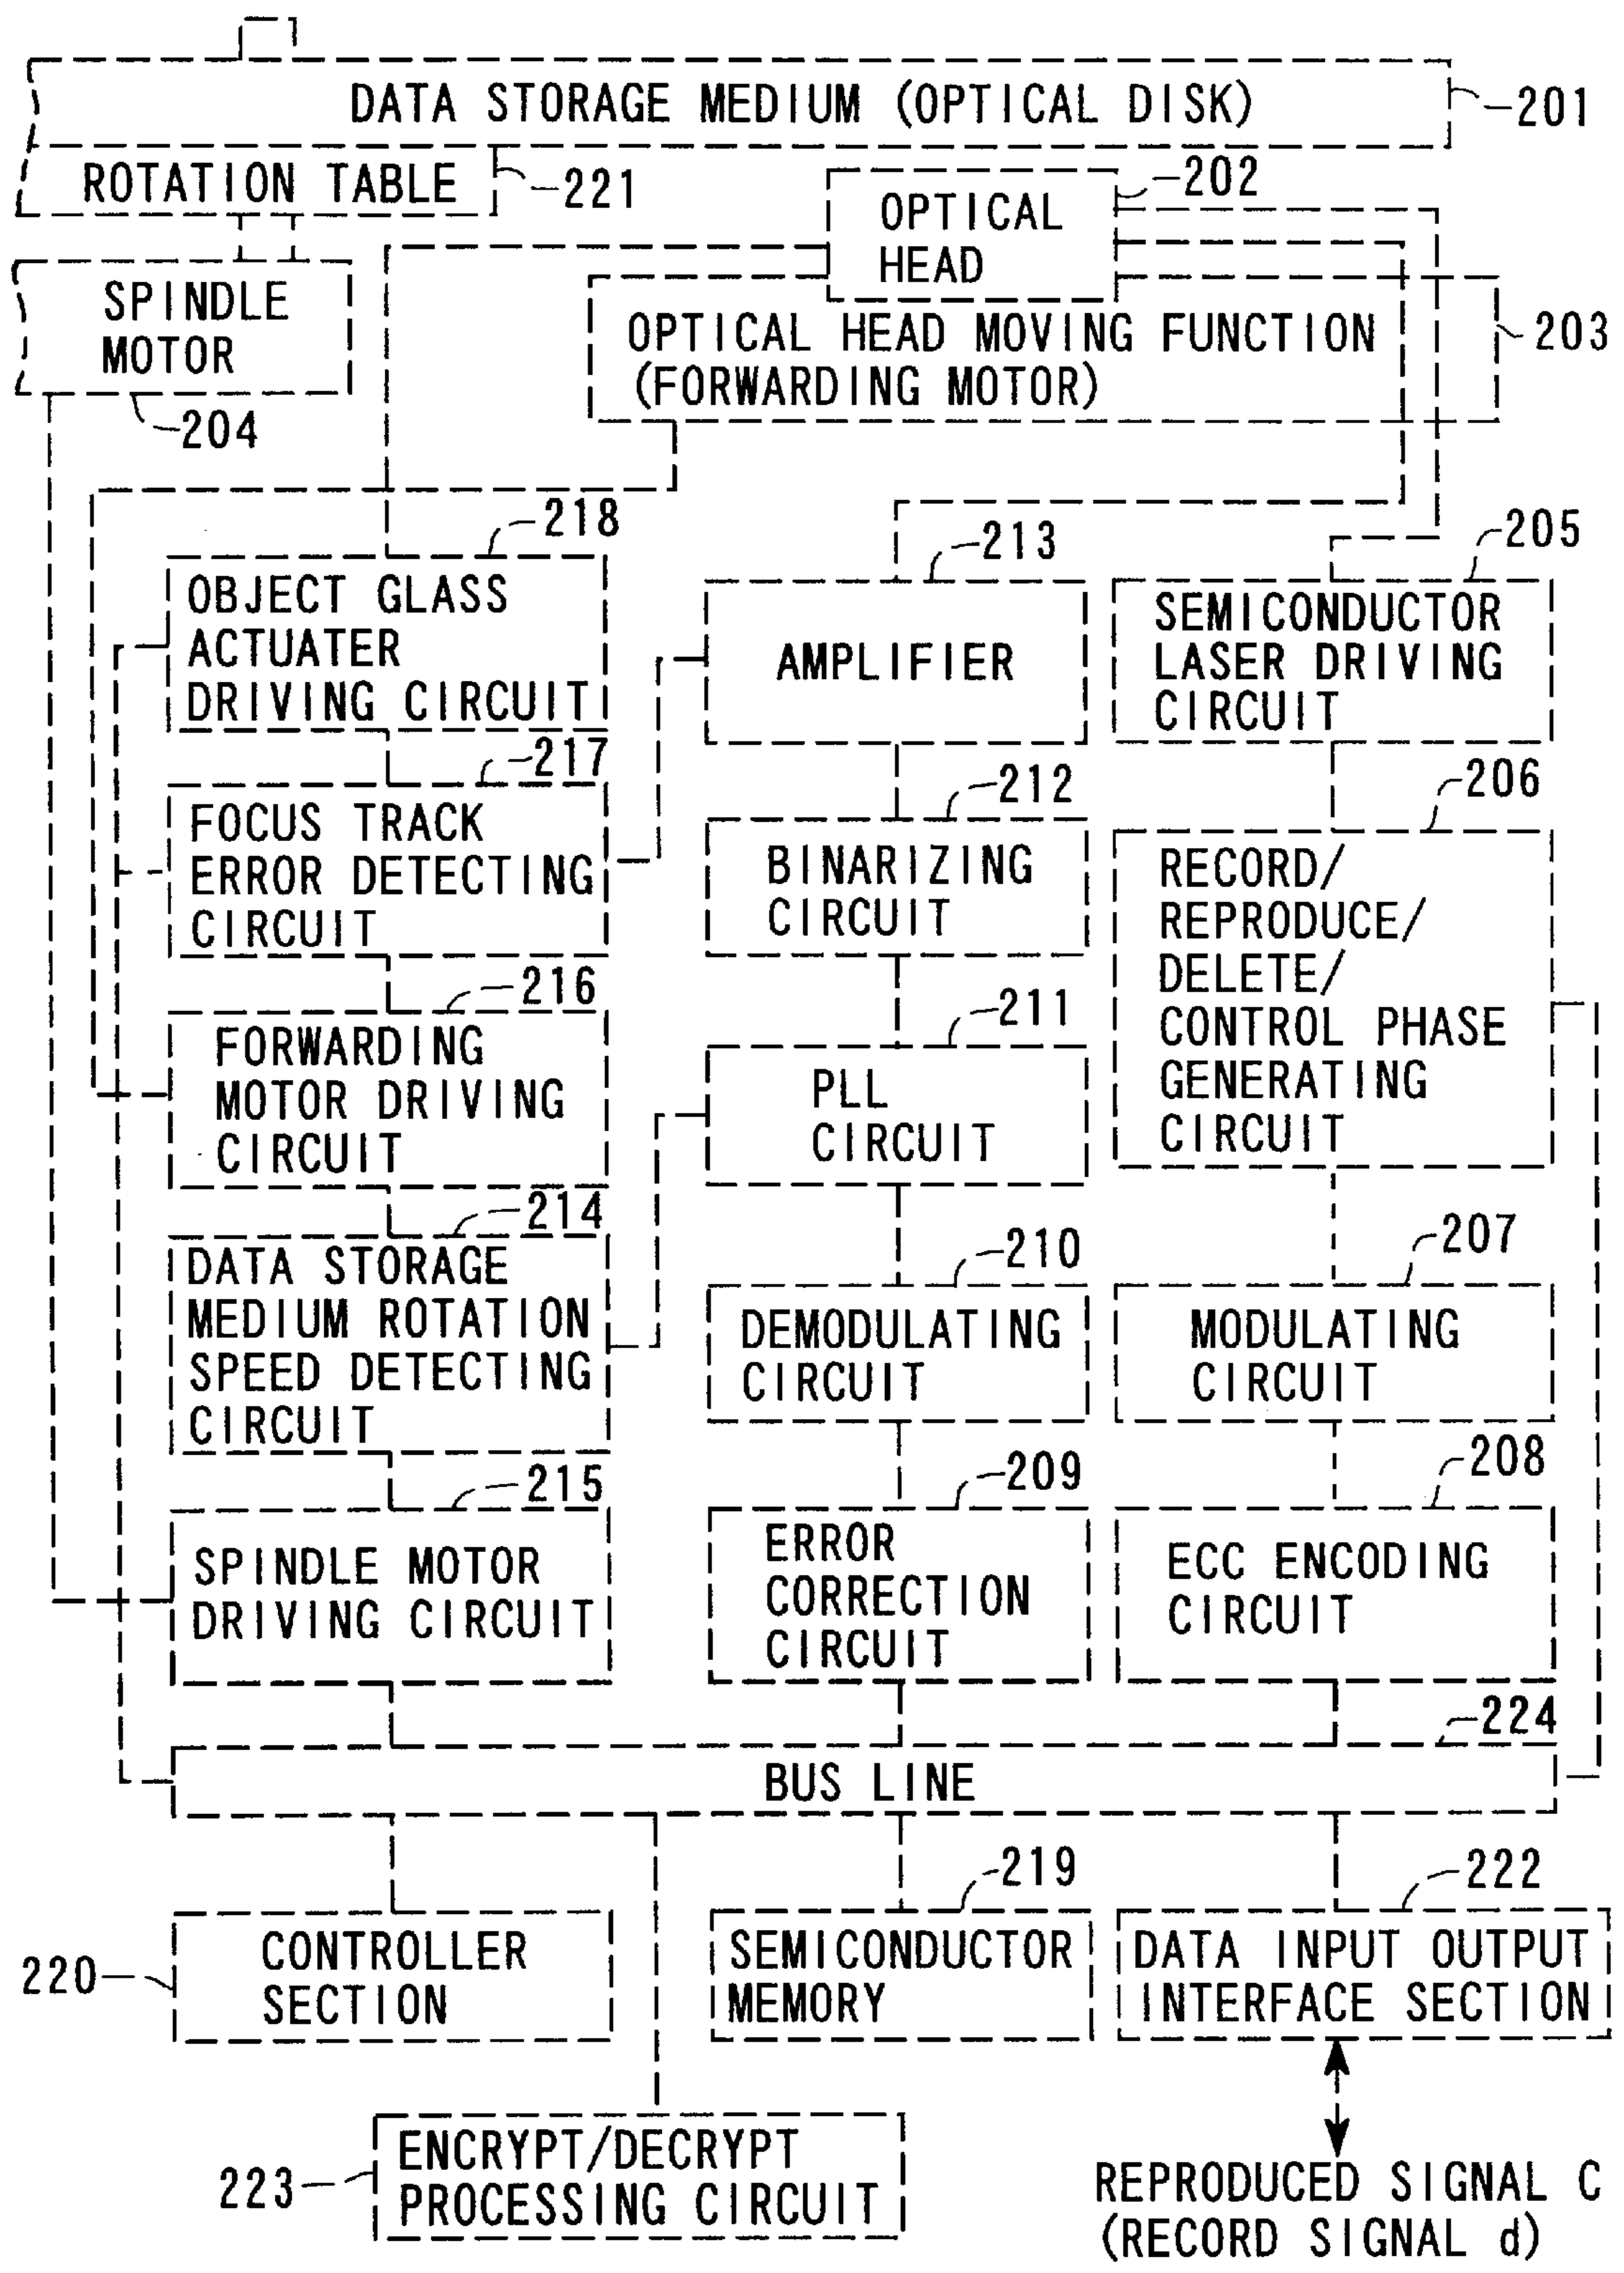 DATA STORAGE MEDIUM (OPTICAL DISK)
201
ROTATION TABLE
221
OPTICAL
HEAD
202
SPINDLE
MOTOR
204
OPTICAL HEAD MOVING FUNCTION
(FORWARDING MOTOR)
203
218
OBJECT GLASS
ACTUATER
DRIVING CIRCUIT
217
FOCUS TRACK
ERROR DETECTING
CIRCUIT
216
FORWARDING
MOTOR DRIVING
CIRCUIT
214
DATA STORAGE
MEDIUM ROTATION
SPEED DETECTING
CIRCUIT
215
SPINDLE MOTOR
DRIVING CIRCUIT
213
AMPLIFIER
212
BINARIZING
CIRCUIT
211
PLL
CIRCUIT
210
DEMODULATING
CIRCUIT
209
ERROR
CORRECTION
CIRCUIT
205
SEMICONDUCTOR
LASER DRIVING
CIRCUIT
206
RECORD/
REPRODUCE/
DELETE/
CONTROL PHASE
GENERATING
CIRCUIT
207
MODULATING
CIRCUIT
208
ECC ENCODING
CIRCUIT
224
BUS LINE
220
CONTROLLER
SECTION
219
SEMICONDUCTOR
MEMORY
222
DATA INPUT OUTPUT
INTERFACE SECTION
223
ENCRYPT/DECRYPT
PROCESSING CIRCUIT
REPRODUCED SIGNAL C
(RECORD SIGNAL d)